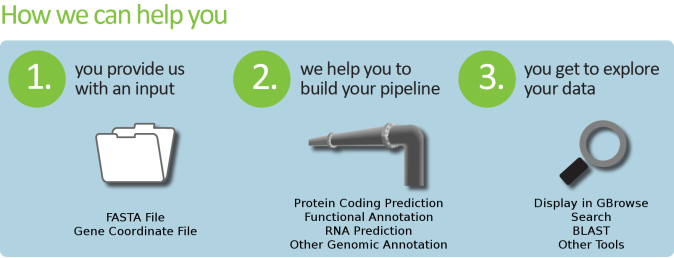 How we can help you
1.
you provide us
with an input
FASTA File
Gene Coordinate File
2.
we help you to
build your pipeline
Protein Coding Prediction
Functional Annotation
RNA Prediction
Other Genomic Annotation
3.
you get to explore
your data
Display in GBrowse
Search
BLAST
Other Tools